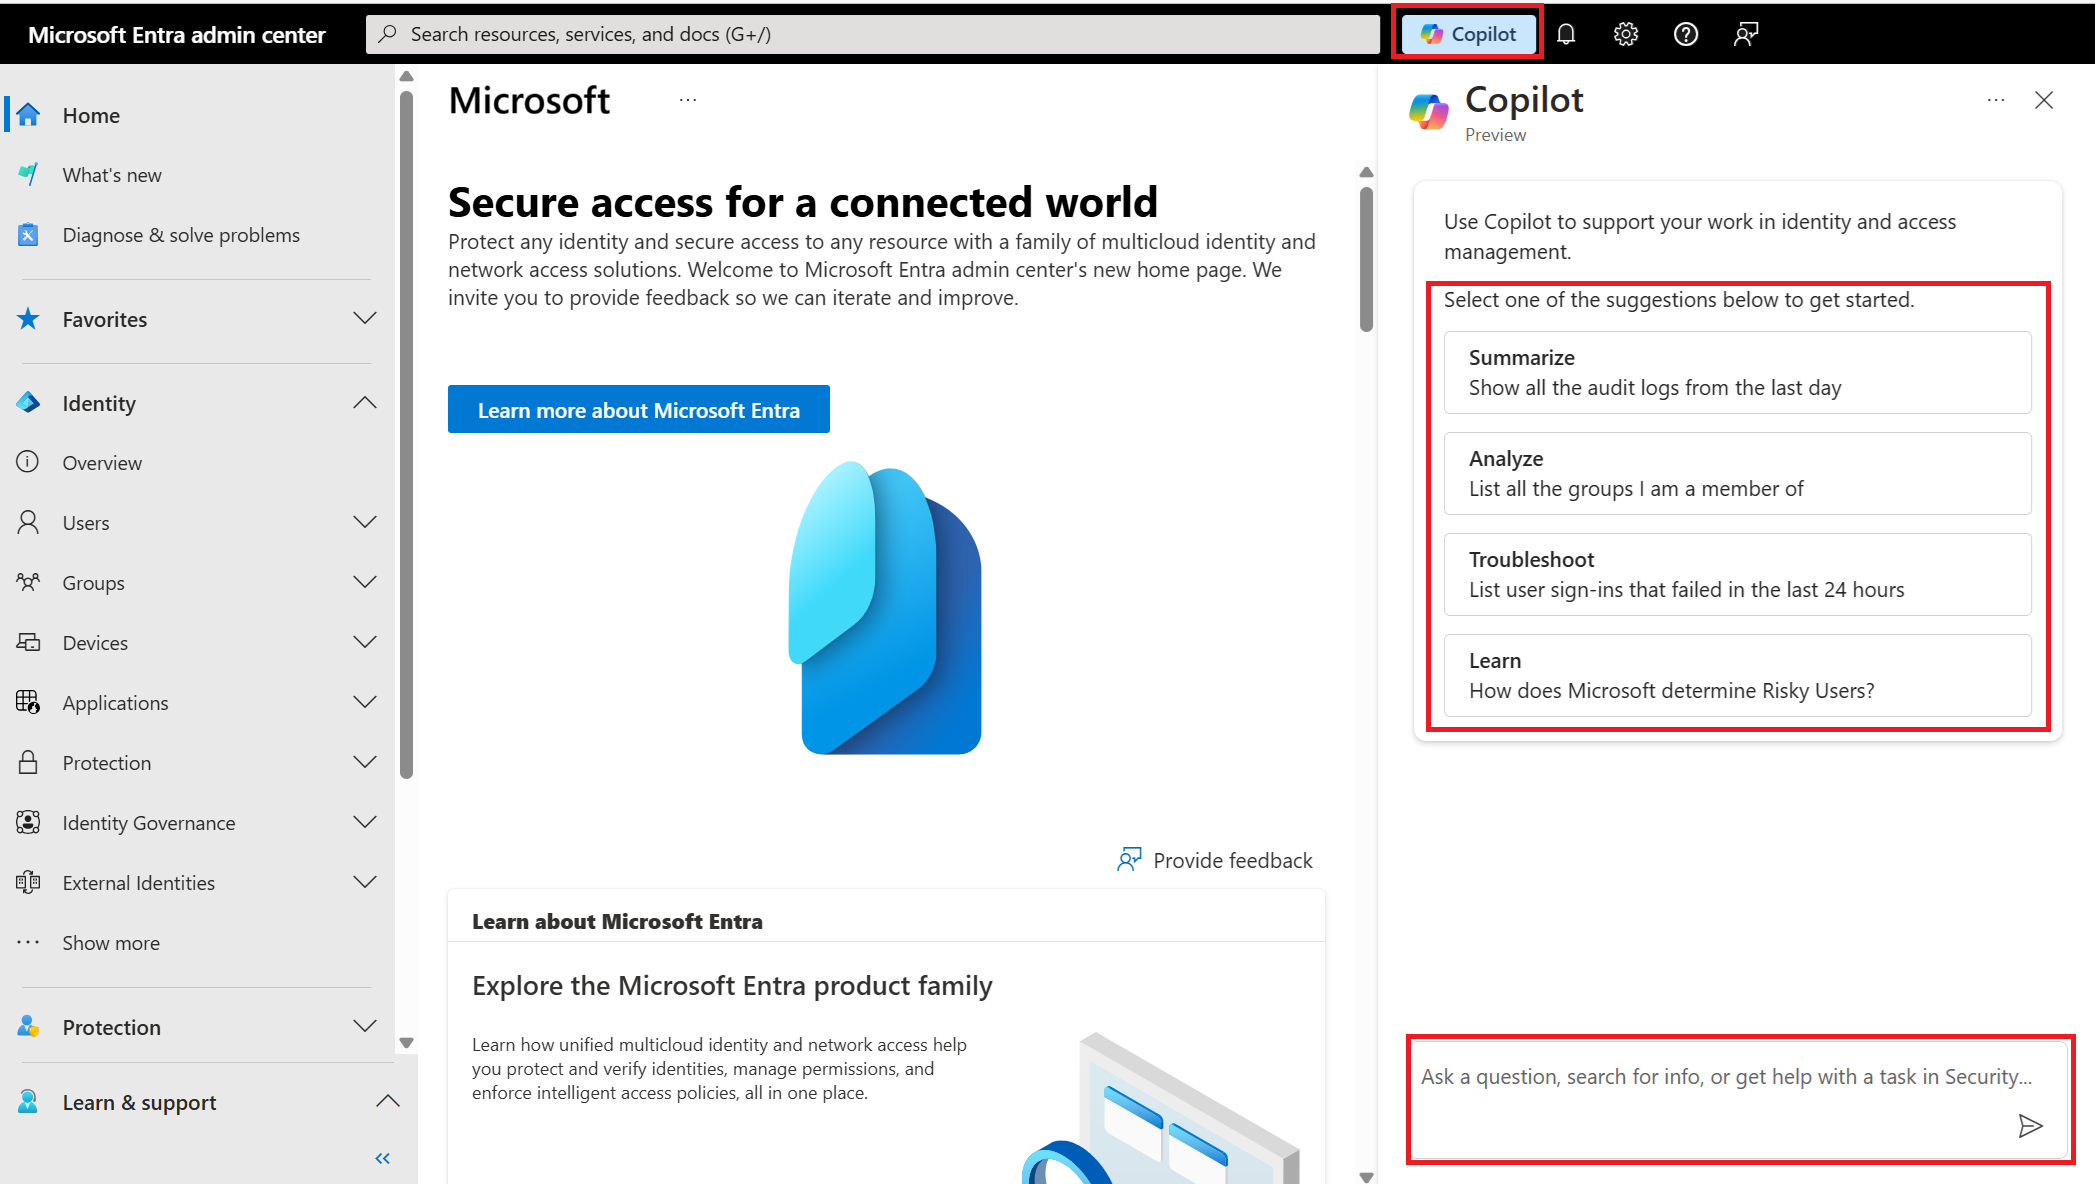 Microsoft Entra admin center
Search resources, services, and docs (G+/)
Copilot
Home
What's new
Diagnose & solve problems
Favorites
Identity
Overview
Users
Groups
Devices
Applications
Protection
Identity Governance
External Identities
Show more
Protection
Learn & support
Microsoft
Secure access for a connected world
Protect any identity and secure access to any resource with a family of multicloud identity and
network access solutions. Welcome to Microsoft Entra admin center's new home page. We
invite you to provide feedback so we can iterate and improve.
Learn more about Microsoft Entra
Provide feedback
Learn about Microsoft Entra
Explore the Microsoft Entra product family
Learn how unified multicloud identity and network access help
you protect and verify identities, manage permissions, and
enforce intelligent access policies, all in one place.
Copilot
Preview
Use Copilot to support your work in identity and access
management.
Select one of the suggestions below to get started.
Summarize
Show all the audit logs from the last day
Analyze
List all the groups I am a member of
Troubleshoot
List user sign-ins that failed in the last 24 hours
Learn
How does Microsoft determine Risky Users?
Ask a question, search for info, or get help with a task in Security...